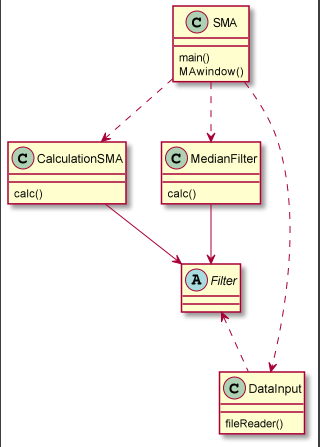 C SMA
main()
MAwindow()
C CalculationSMA
calc()
C MedianFilter
calc()
A Filter
C DataInput
fileReader()